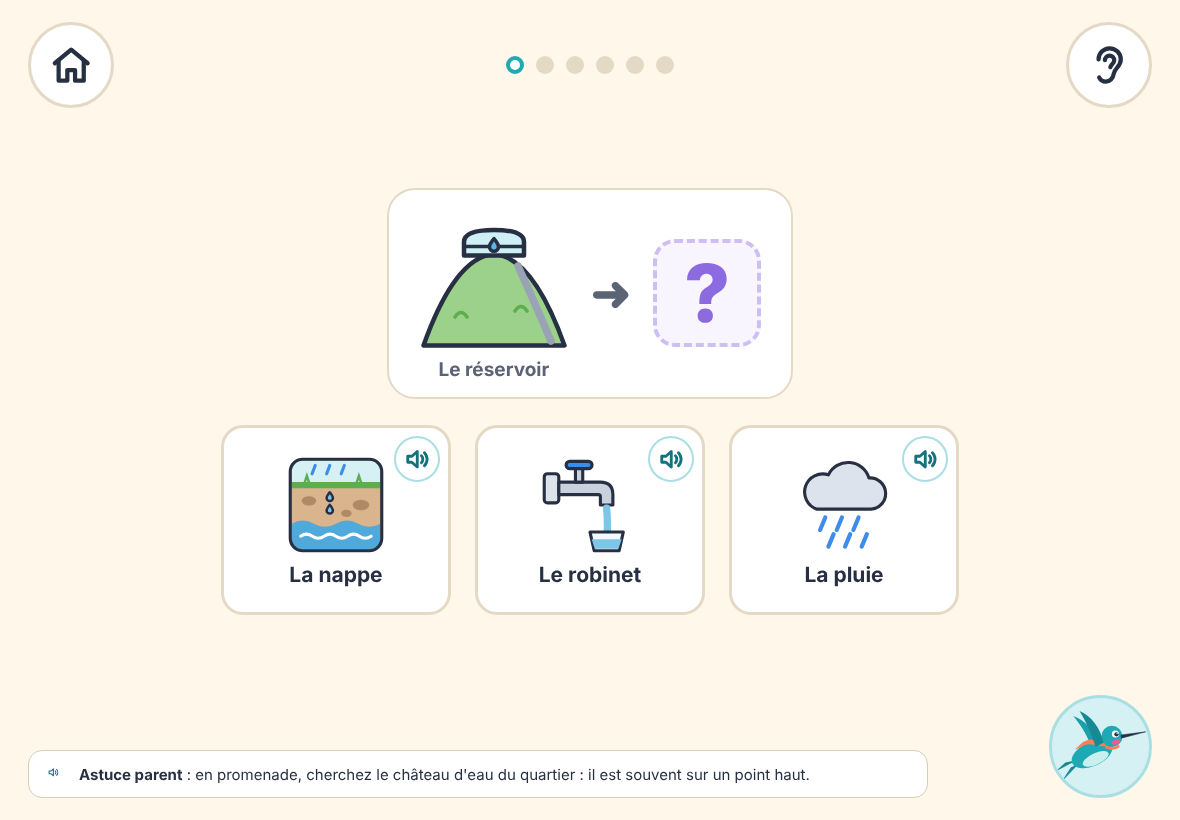 ?
Le réservoir
La nappe
Le robinet
La pluie
Astuce parent : en promenade, cherchez le château d'eau du quartier : il est souvent sur un point haut.